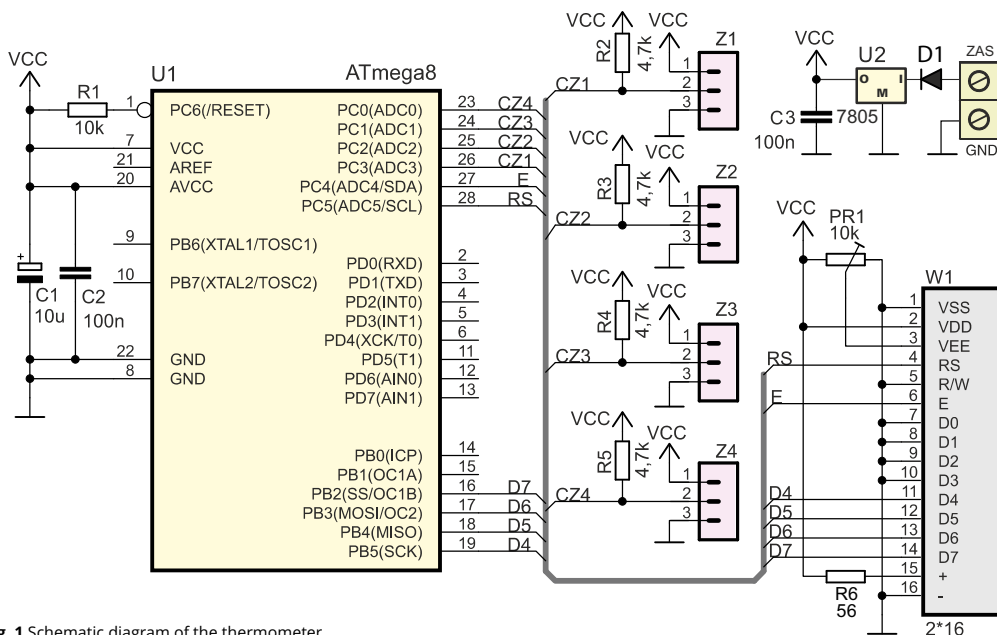 VCC
R1
10k
U1
ATmega8
1
PC6(/RESET)
7
VCC
21
AREF
20
AVCC
9
PB6(XTAL1/TOSC1)
10
PB7(XTAL2/TOSC2)
22
GND
8
GND
+
C1
10u
C2
100n
PC0(ADC0)
23
CZ4
PC1(ADC1)
24
CZ3
PC2(ADC2)
25
CZ2
PC3(ADC3)
26
CZ1
PC4(ADC4/SDA)
27
E
PC5(ADC5/SCL)
28
RS
PD0(RXD)
2
PD1(TXD)
3
PD2(INT0)
4
PD3(INT1)
5
PD4(XCK/T0)
6
PD5(T1)
11
PD6(AIN0)
12
PD7(AIN1)
13
PB0(ICP)
14
PB1(OC1A)
15
PB2(SS/OC1B)
16
D7
PB3(MOSI/OC2)
17
D6
PB4(MISO)
18
D5
PB5(SCK)
19
D4
VCC
R2
4,7k
VCC
Z1
CZ1
1
2
3
VCC
R3
4,7k
VCC
Z2
CZ2
1
2
3
VCC
R4
4,7k
VCC
Z3
CZ3
1
2
3
VCC
R5
4,7k
VCC
Z4
CZ4
1
2
3
VCC
U2
D1
ZAS
O
I
M
C3
100n
7805
GND
VCC
PR1
10k
W1
1
VSS
2
VDD
3
VEE
RS
4
RS
5
R/W
E
6
E
7
D0
8
D1
9
D2
10
D3
D4
11
D4
D5
12
D5
D6
13
D6
D7
14
D7
15
+
16
-
R6
56
2*16
g. 1 Schematic diagram of the thermometer